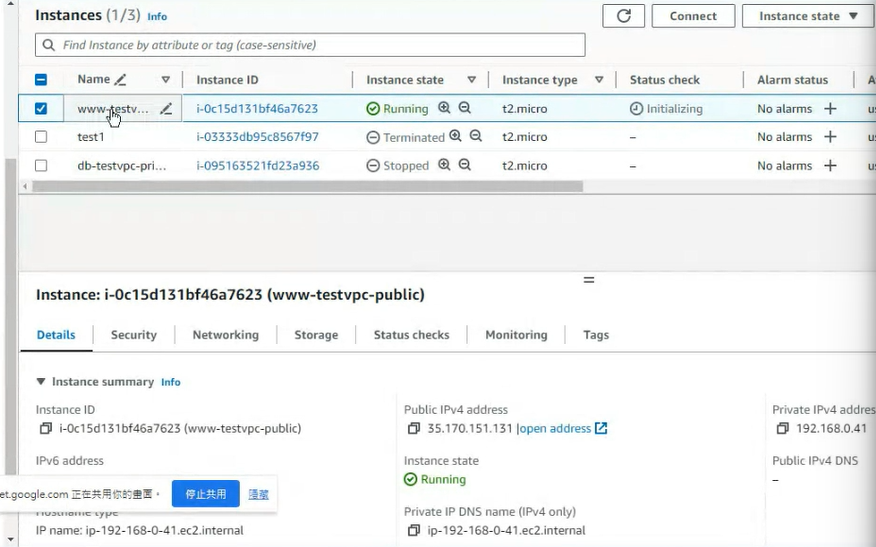 Instances (1/3) Info
Connect
Instance state
Find Instance by attribute or tag (case-sensitive)
Name Instance ID Instance state Instance type Status check Alarm status
www-testv... i-0c15d131bf46a7623 Running t2.micro Initializing No alarms
test1 i-03333db95c8567f97 Terminated t2.micro – No alarms
db-testvpc-pri... i-095163521fd23a936 Stopped t2.micro – No alarms
Instance: i-0c15d131bf46a7623 (www-testvpc-public)
Details Security Networking Storage Status checks Monitoring Tags
Instance summary Info
Instance ID
i-0c15d131bf46a7623 (www-testvpc-public)
Public IPv4 address
35.170.151.131 |open address
Private IPv4 addres
192.168.0.41
IPv6 address
Instance state
Running
Public IPv4 DNS
–
et.google.com 正在共用你的畫面。 停止共用 隱藏
Hostname type
IP name: ip-192-168-0-41.ec2.internal
Private IP DNS name (IPv4 only)
ip-192-168-0-41.ec2.internal